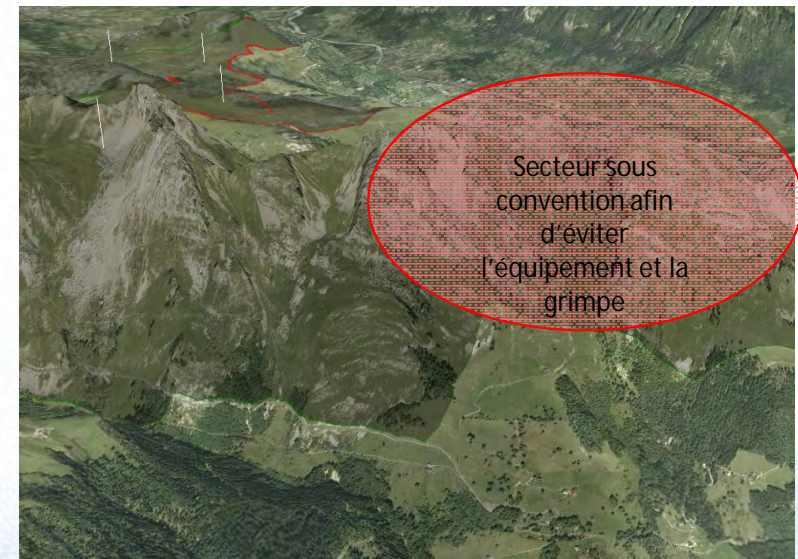 Secteur sous
convention afin
d'éviter
l'équipement et la
grimpe